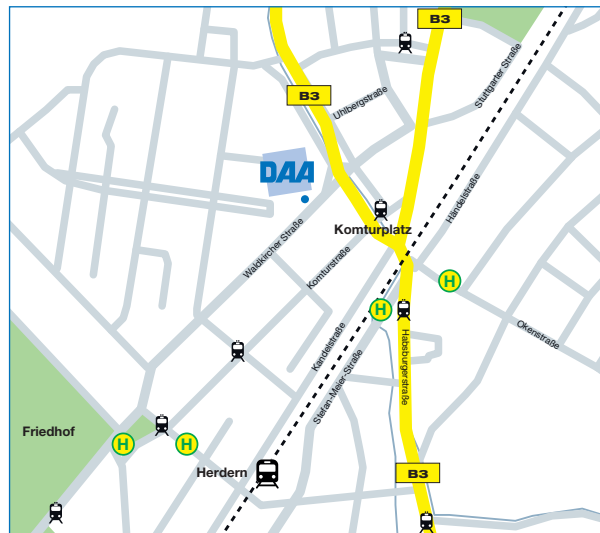 B3
B3
Stuttgarter Straße
Uhlbergstraße
DAA
Händelstraße
Komturplatz
Waldkircher Straße
Komturstraße
H
H
Kandelstraße
Okenstraße
Habsburgerstraße
Stefan-Meier-Straße
Friedhof
H
H
Herdern
B3